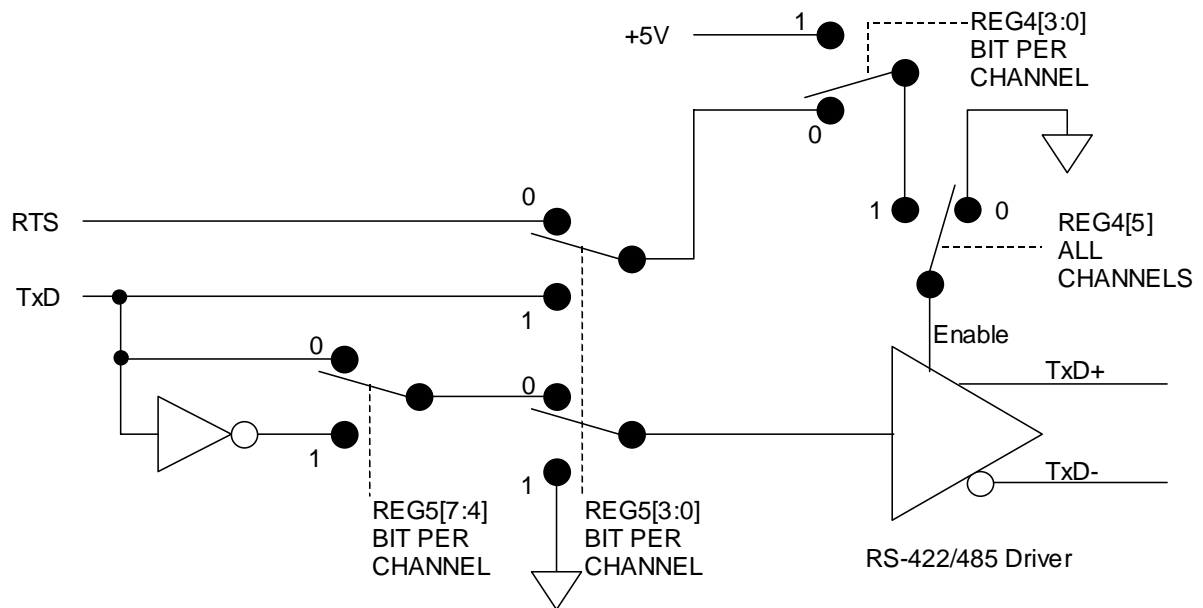 1
+5V
REG4[3:0]
BIT PER
CHANNEL
0
0
RTS
1
0
REG4[5]
ALL
CHANNELS
TxD
1
0
0
Enable
TxD+
1
1
TxD-
REG5[7:4]
BIT PER
CHANNEL
REG5[3:0]
BIT PER
CHANNEL
RS-422/485 Driver